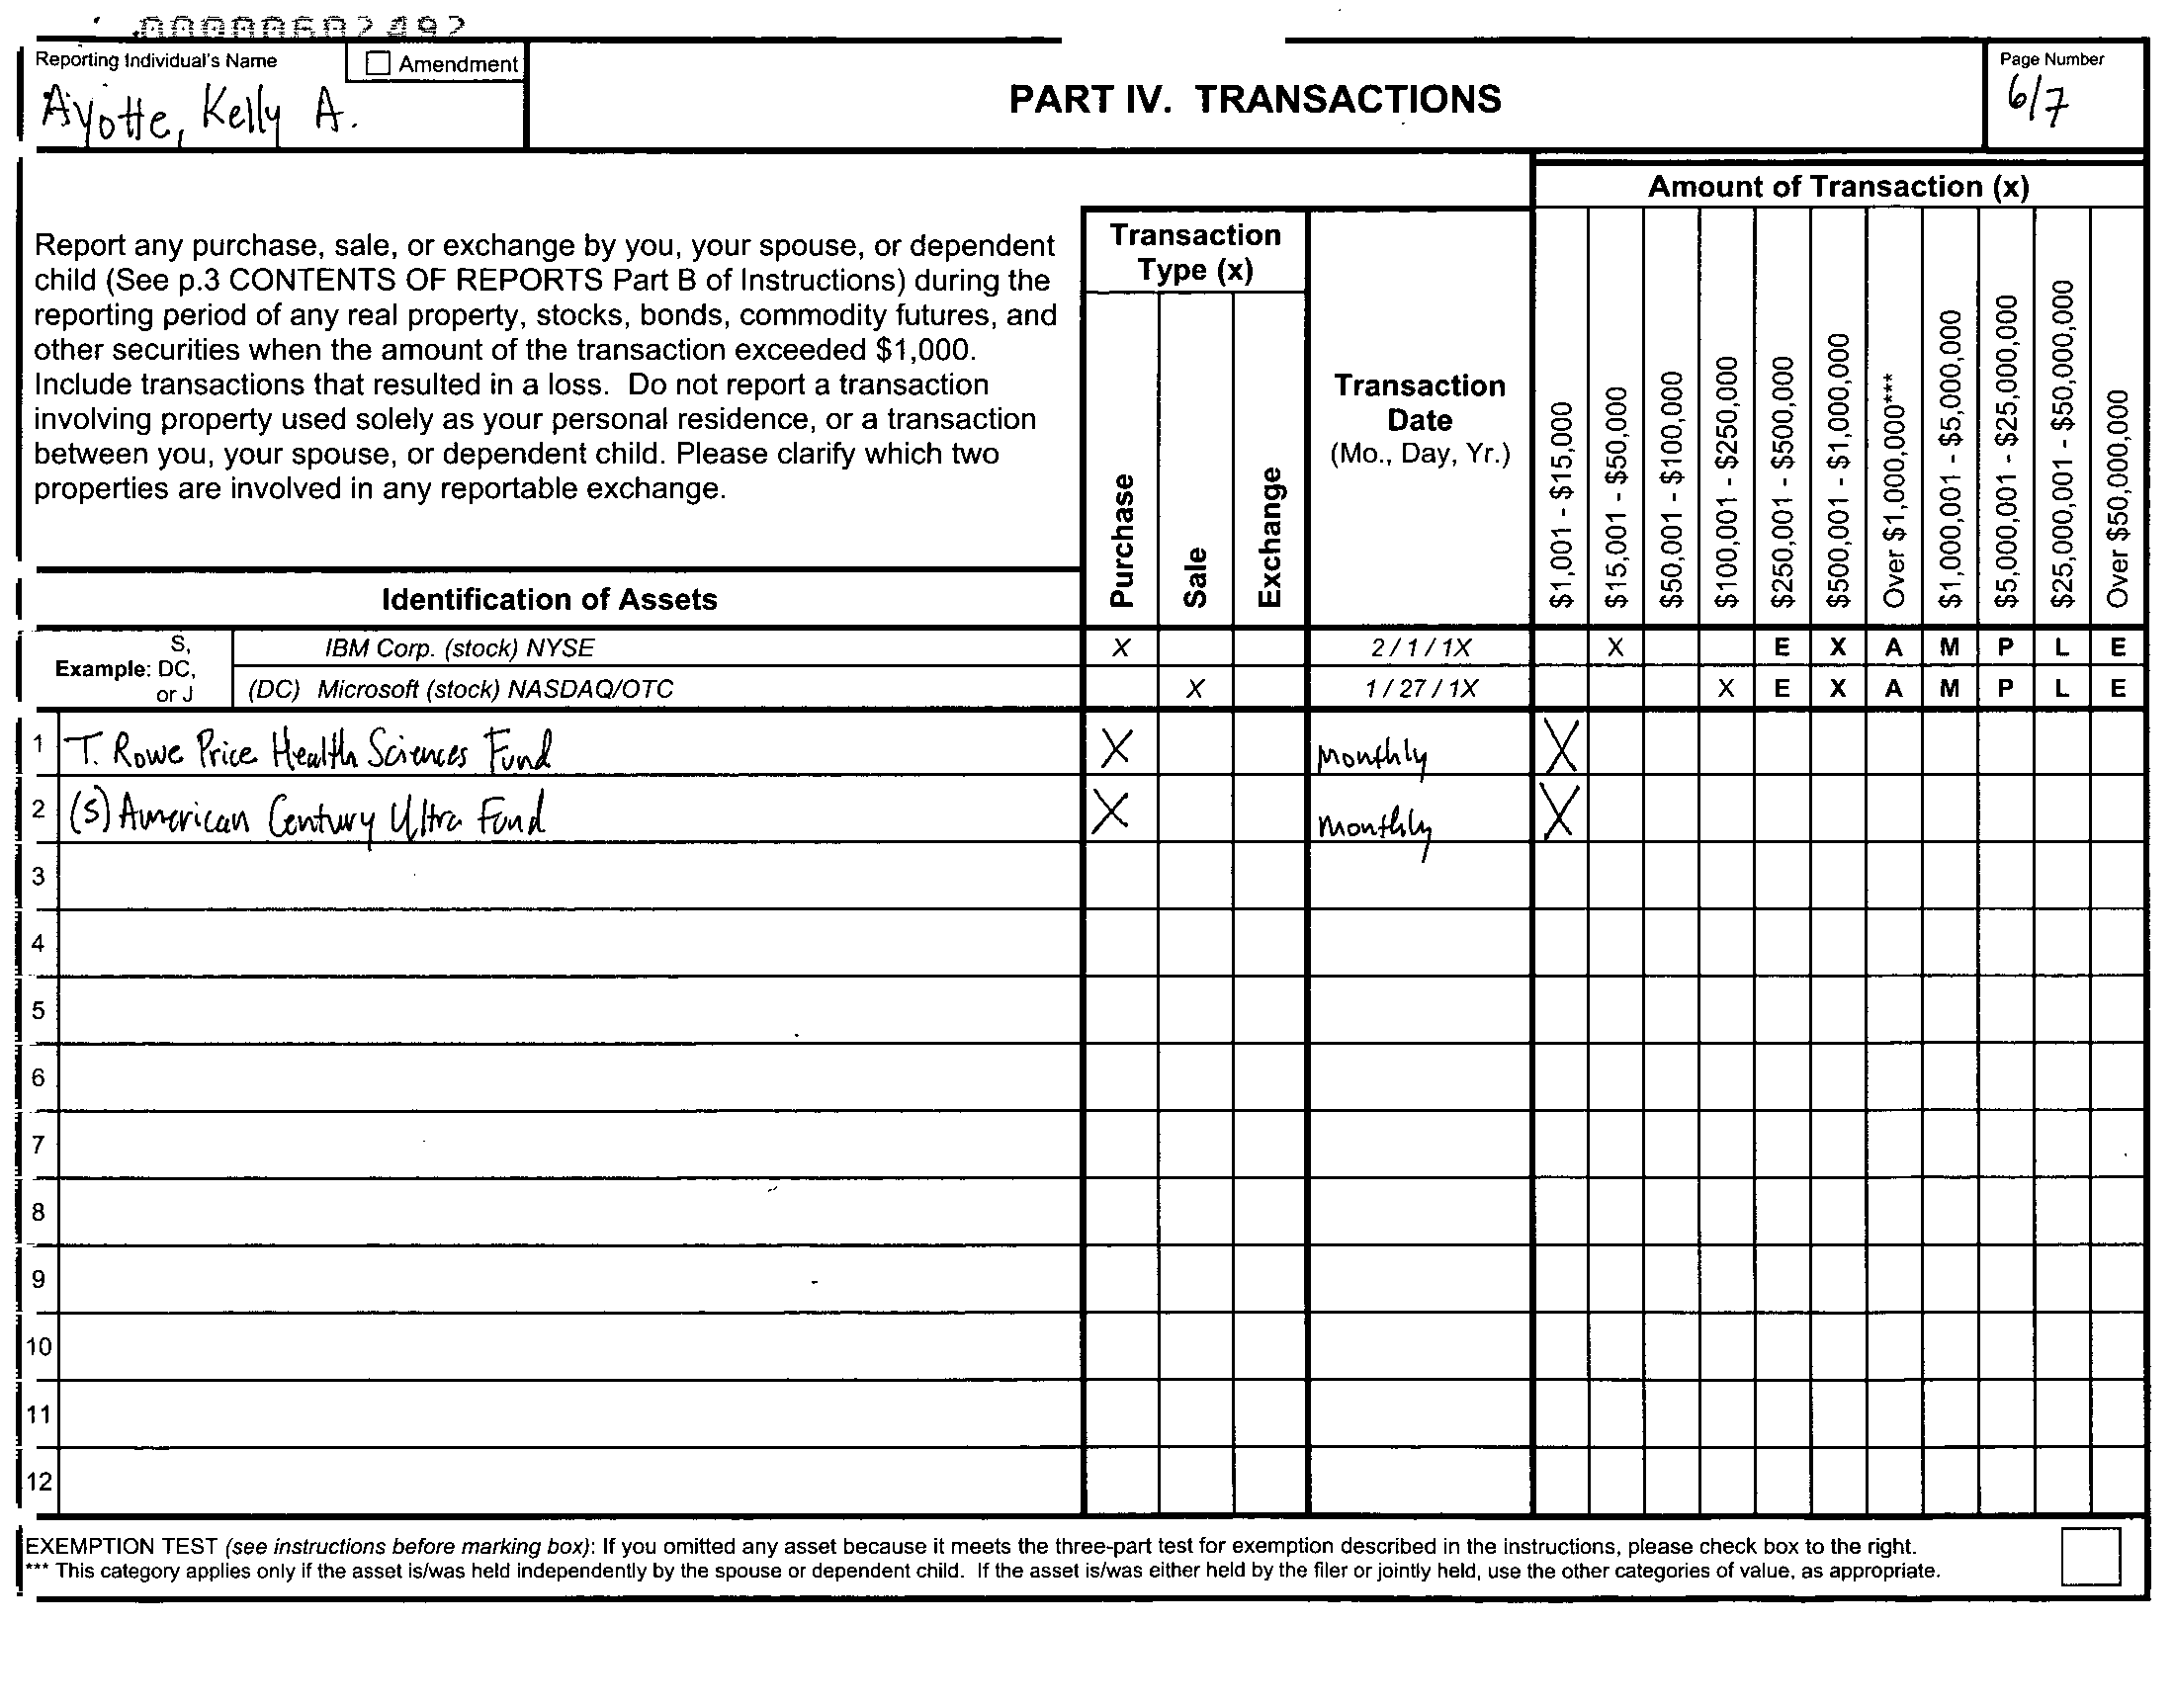 000000602492
Reporting Individual's Name
Amendment
Ayotte, Kelly A.
PART IV. TRANSACTIONS
Page Number
6/7
Report any purchase, sale, or exchange by you, your spouse, or dependent
child (See p.3 CONTENTS OF REPORTS Part B of Instructions) during the
reporting period of any real property, stocks, bonds, commodity futures, and
other securities when the amount of the transaction exceeded $1,000.
Include transactions that resulted in a loss. Do not report a transaction
involving property used solely as your personal residence, or a transaction
between you, your spouse, or dependent child. Please clarify which two
properties are involved in any reportable exchange.
Identification of Assets
Transaction
Type (x)
Purchase
Sale
Exchange
Transaction
Date
(Mo., Day, Yr.)
Amount of Transaction (x)
$1,001 - $15,000
$15,001 - $50,000
$50,001 - $100,000
$100,001 - $250,000
$250,001 - $500,000
$500,001 - $1,000,000
Over $1,000,000***
$1,000,001 - $5,000,000
$5,000,001 - $25,000,000
$25,000,001 - $50,000,000
Over $50,000,000
Example: S, DC, or J
IBM Corp. (stock) NYSE X 2/1/1X X E X A M P L E
(DC) Microsoft (stock) NASDAQ/OTC X 1/27/1X X E X A M P L E
1 T. Rowe Price Health Sciences Fund X Monthly X
2 (S) American Century Ultra Fund X monthly X
3
4
5
6
7
8
9
10
11
12
EXEMPTION TEST (see instructions before marking box): If you omitted any asset because it meets the three-part test for exemption described in the instructions, please check box to the right.
*** This category applies only if the asset is/was held independently by the spouse or dependent child. If the asset is/was either held by the filer or jointly held, use the other categories of value, as appropriate.